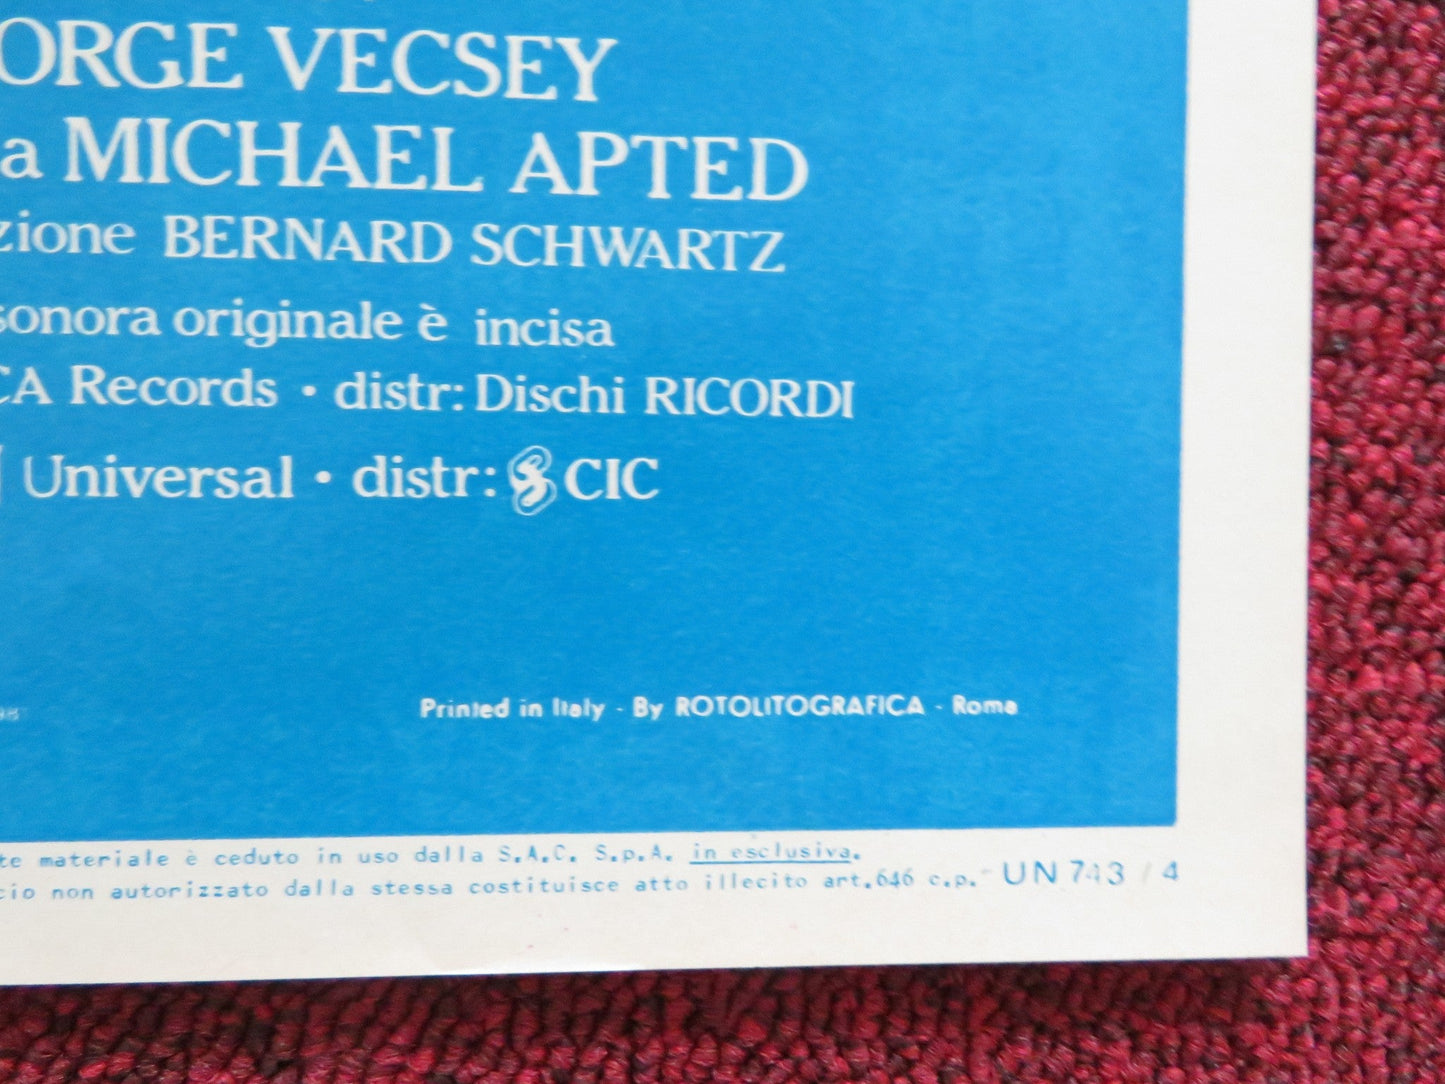 ORGE VECSEY
a MICHAEL APTED
zione BERNARD SCHWARTZ
sonora originale è incisa
CA Records • distr: Dischi RICORDI
Universal • distr: CIC
98
Printed in Italy - By ROTOLITOGRAFICA - Roma
te materiale è ceduto in uso dalla S.A.C. S.p.A. in esclusiva.
cio non autorizzato dalla stessa costituisce atto illecito art.646 c.p. UN 743 / 4